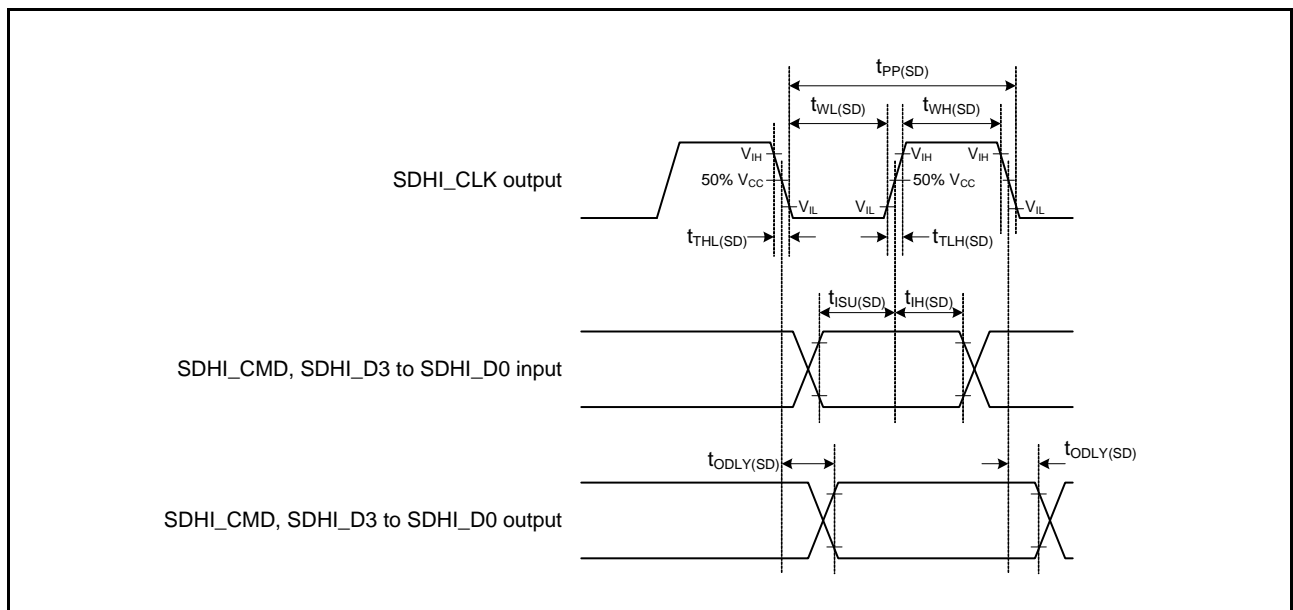 tPP(SD)
tWL(SD) tWH(SD)
SDHI_CLK output
VIH VIH VIH
50% VCC 50% VCC
VIL VIL VIL
tTHL(SD) tTLH(SD)
tISU(SD) tIH(SD)
SDHI_CMD, SDHI_D3 to SDHI_D0 input
tODLY(SD) tODLY(SD)
SDHI_CMD, SDHI_D3 to SDHI_D0 output